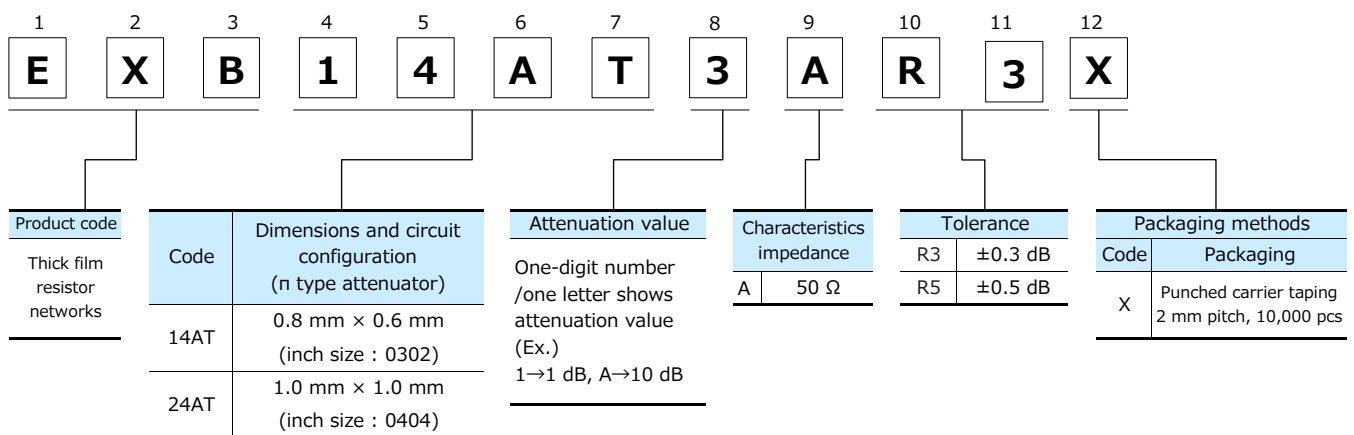 1 2 3 4 5 6 7 8 9 10 11 12
E X B 1 4 A T 3 A R 3 X
Product code
Thick film
resistor
networks
Code
Dimensions and circuit
configuration
(π type attenuator)
14AT
0.8 mm × 0.6 mm
(inch size : 0302)
24AT
1.0 mm × 1.0 mm
(inch size : 0404)
Attenuation value
One-digit number
/one letter shows
attenuation value
(Ex.)
1→1 dB, A→10 dB
Characteristics
impedance
A 50 Ω
Tolerance
R3 ±0.3 dB
R5 ±0.5 dB
Packaging methods
Code Packaging
X
Punched carrier taping
2 mm pitch, 10,000 pcs